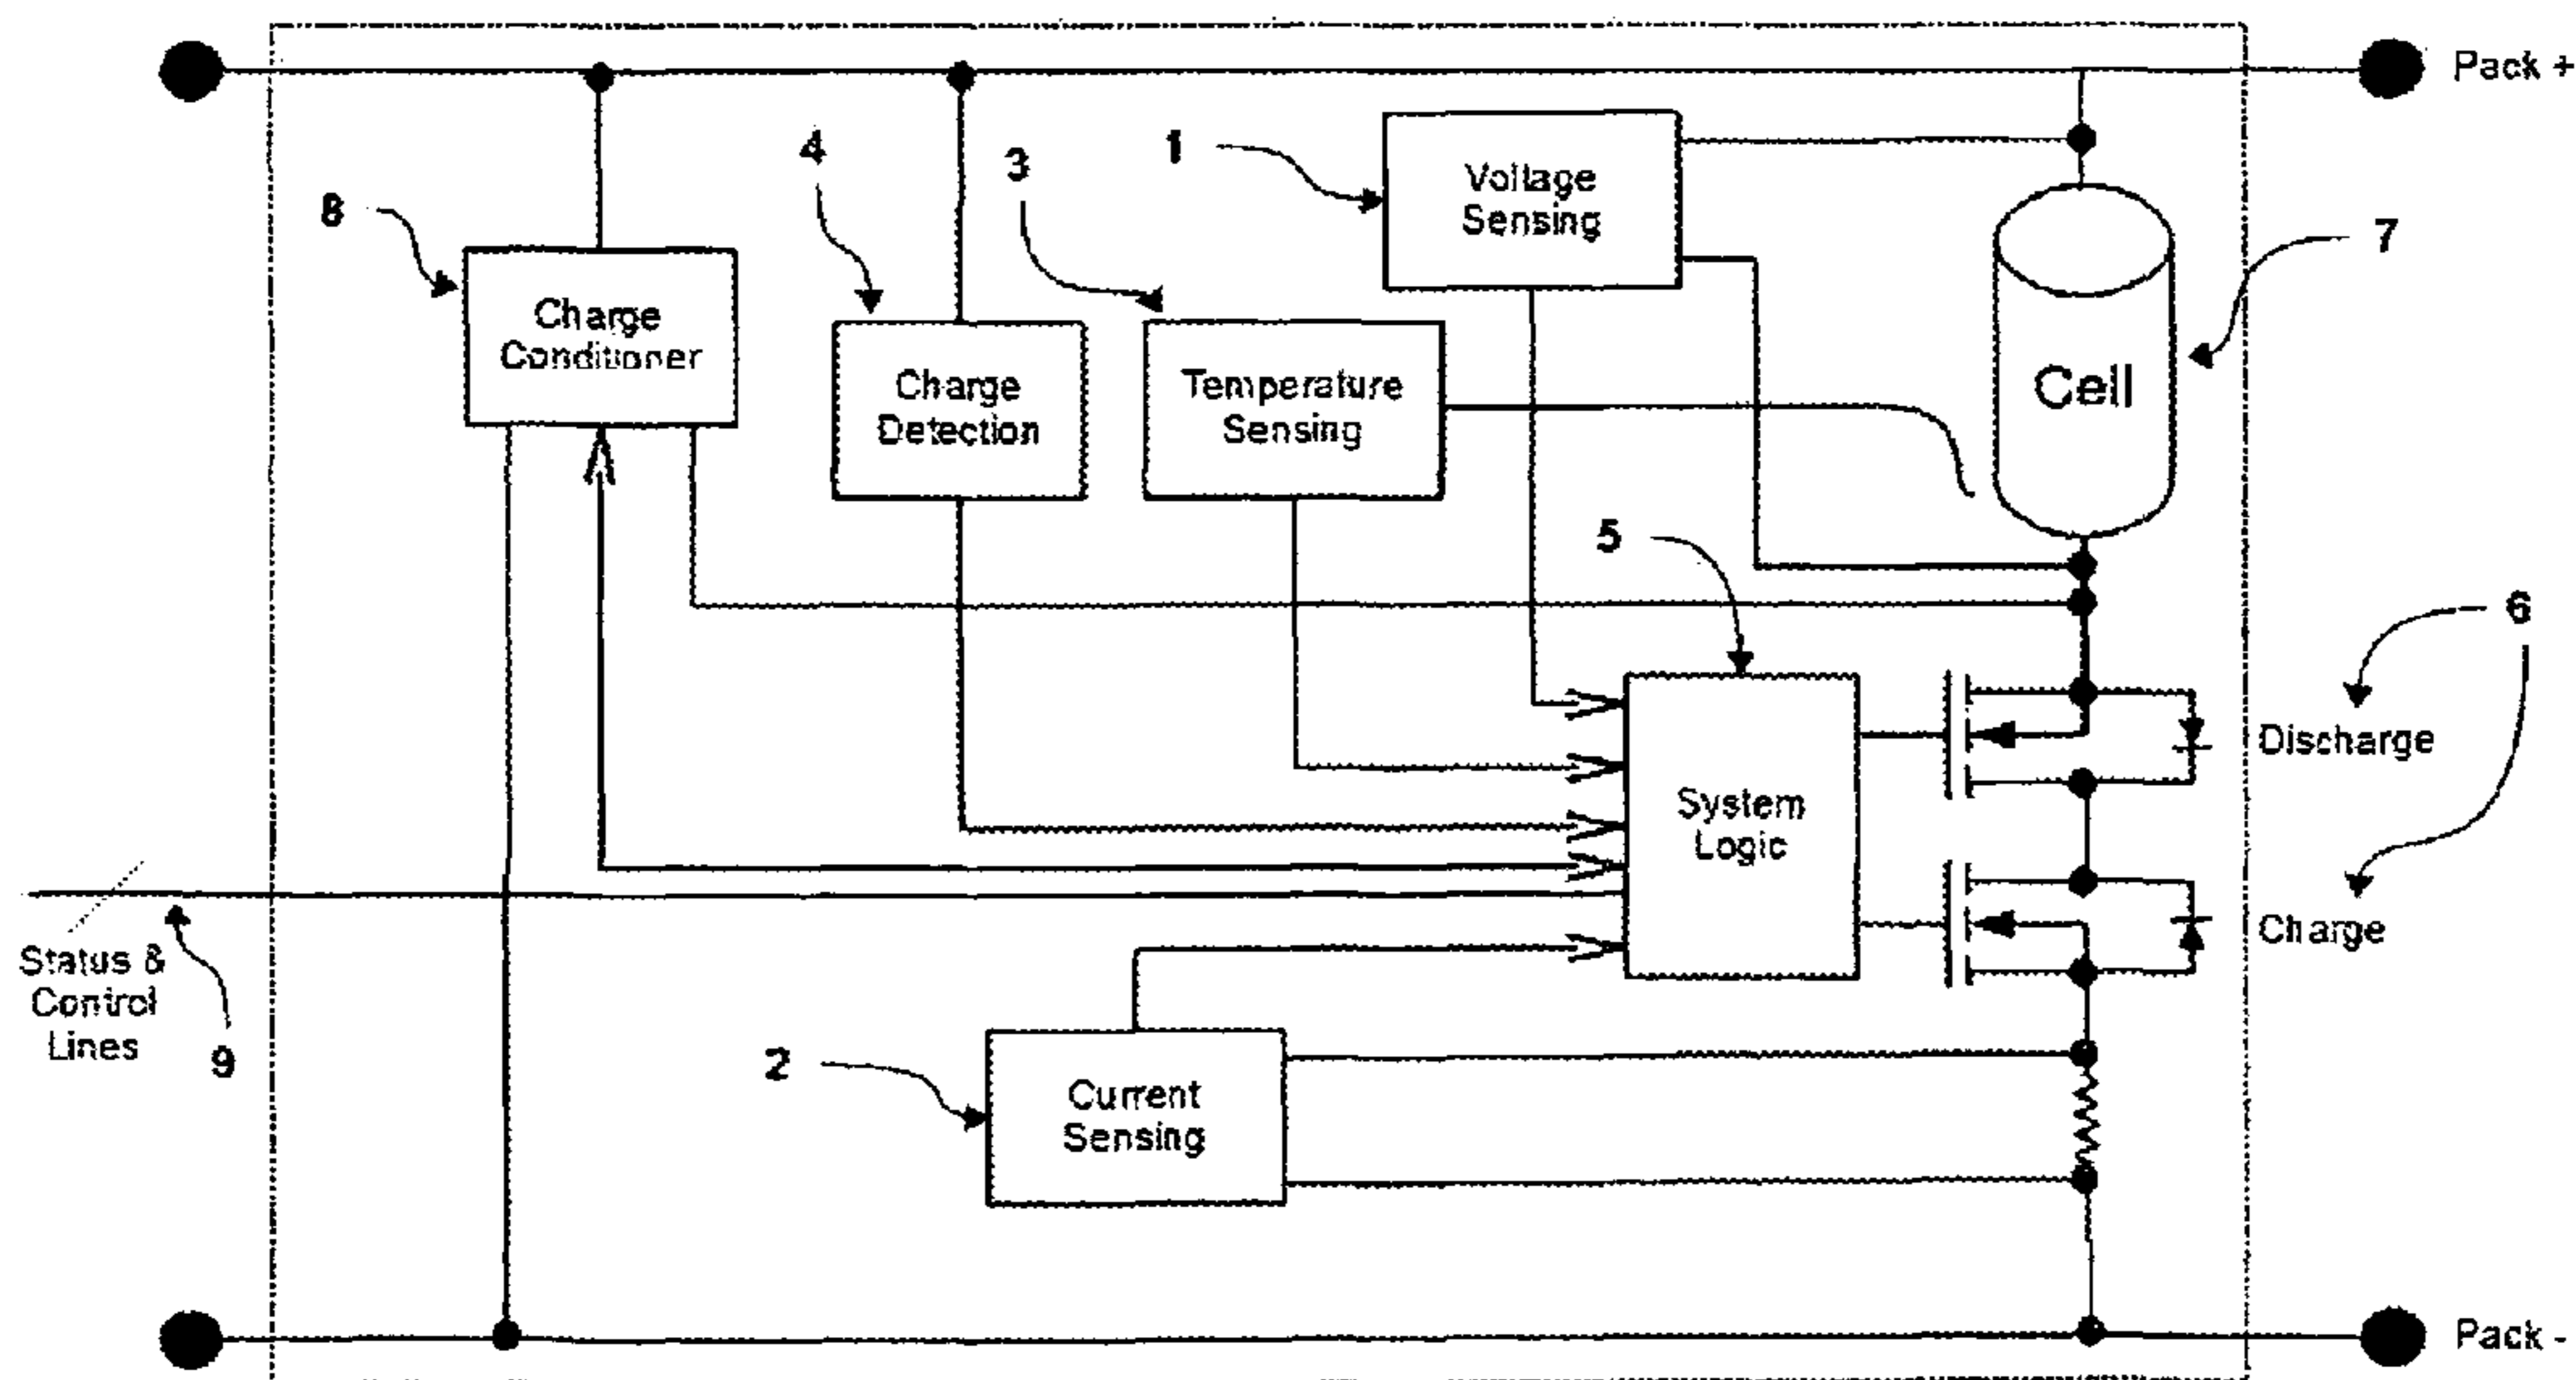 Pack +
4
1
3
Voltage
Sensing
8
7
Charge
Conditioner
Charge
Detection
Temperature
Sensing
Cell
5
6
Discharge
System
Logic
Charge
Status &
Control
Lines
9
2
Current
Sensing
Pack -